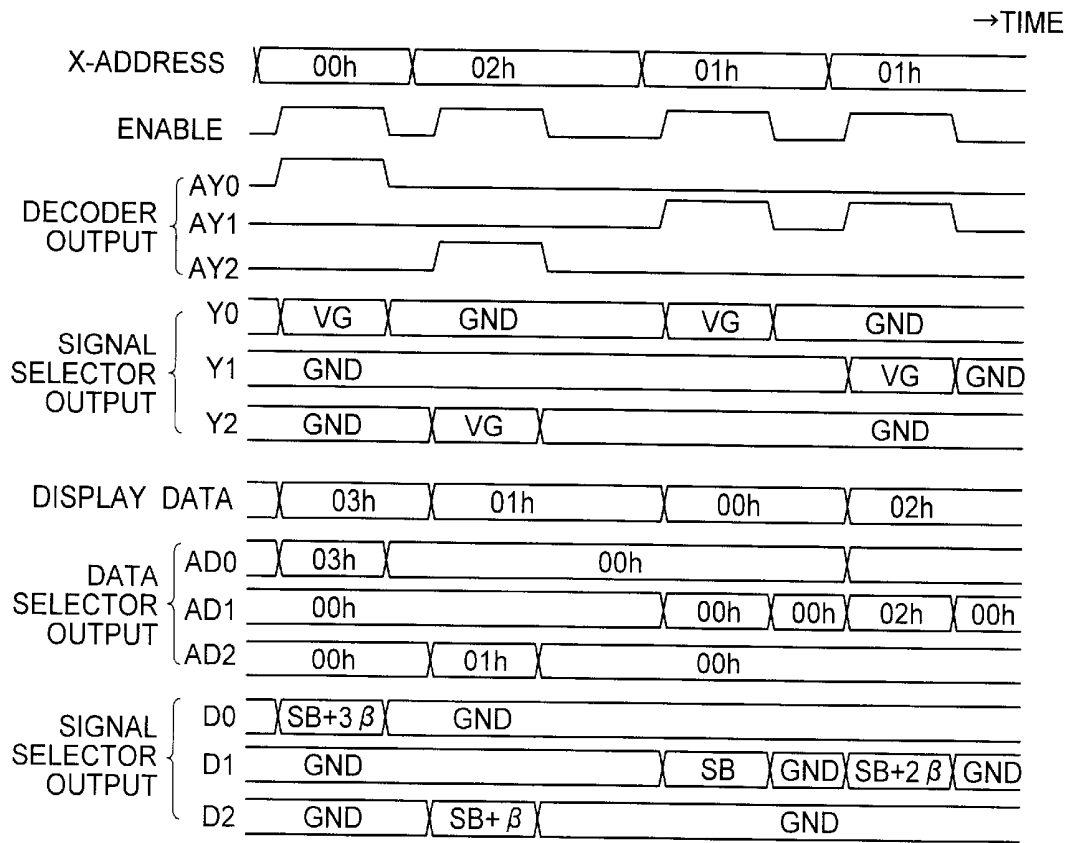 →TIME
X-ADDRESS 00h 02h 01h 01h
ENABLE
DECODER OUTPUT
AY0
AY1
AY2
SIGNAL SELECTOR OUTPUT
Y0 VG GND VG GND
Y1 GND VG GND
Y2 GND VG GND
DISPLAY DATA 03h 01h 00h 02h
DATA SELECTOR OUTPUT
AD0 03h 00h
AD1 00h 00h 00h 02h 00h
AD2 00h 01h 00h
SIGNAL SELECTOR OUTPUT
D0 SB+3β GND
D1 GND SB GND SB+2β GND
D2 GND SB+β GND